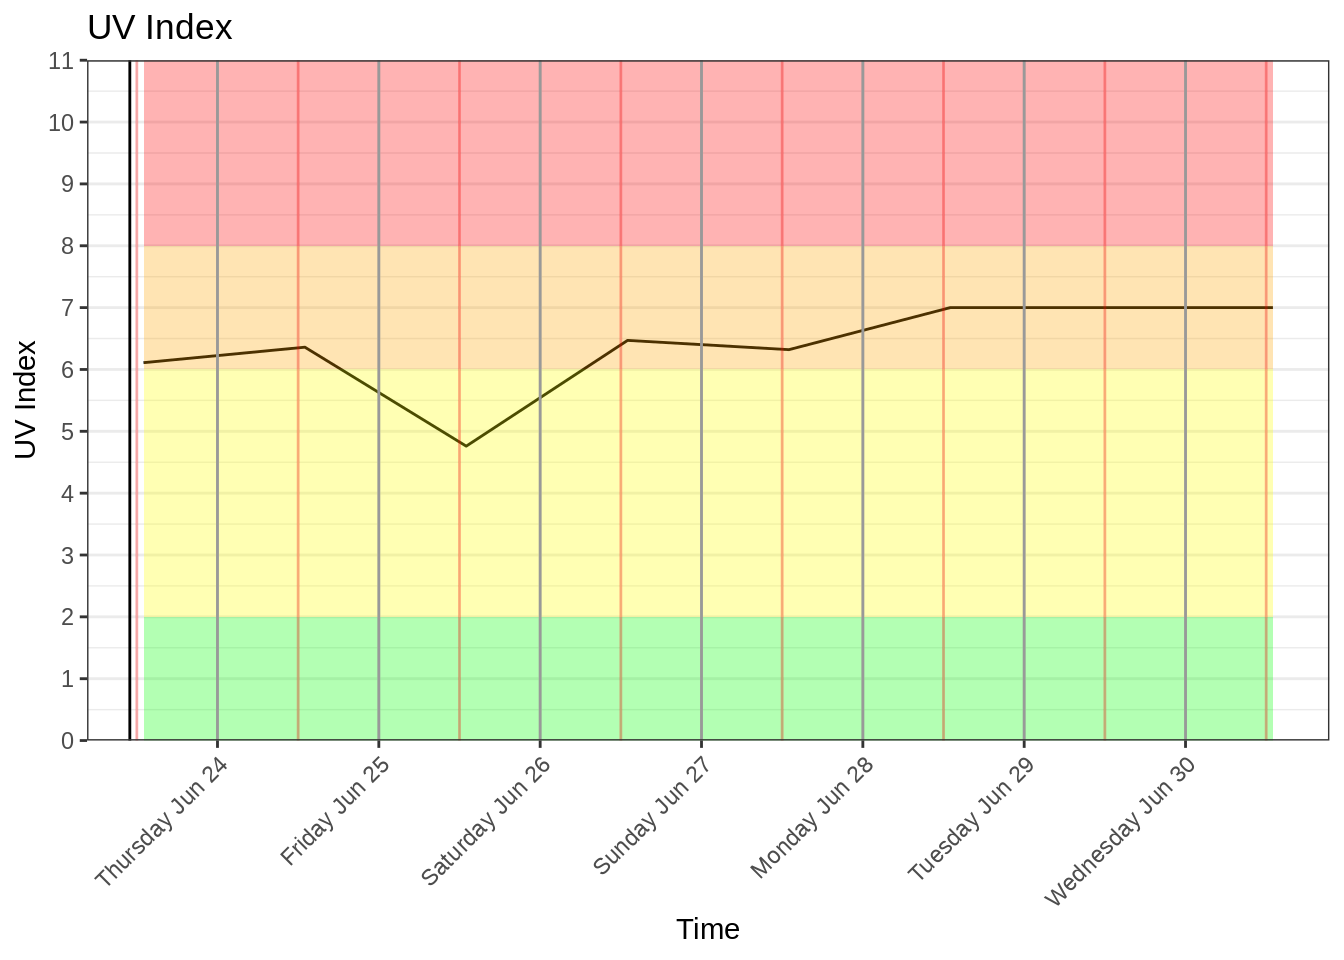 UV Index
11
10
9
8
7
6
5
4
3
2
1
0
UV Index
Thursday Jun 24
Friday Jun 25
Saturday Jun 26
Sunday Jun 27
Monday Jun 28
Tuesday Jun 29
Wednesday Jun 30
Time